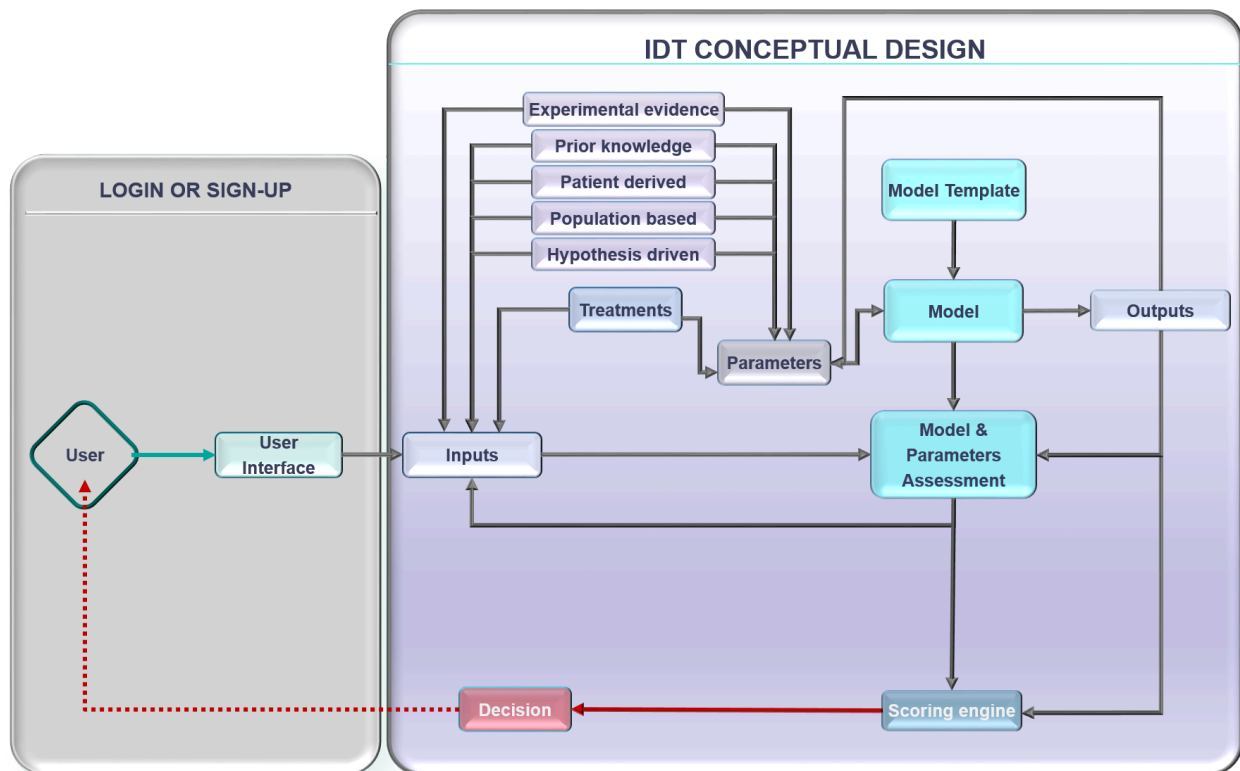 IDT CONCEPTUAL DESIGN
LOGIN OR SIGN-UP
Experimental evidence
Prior knowledge
Patient derived
Population based
Hypothesis driven
Treatments
Parameters
Model Template
Model
Outputs
User
User
Interface
Inputs
Model &
Parameters
Assessment
Decision
Scoring engine